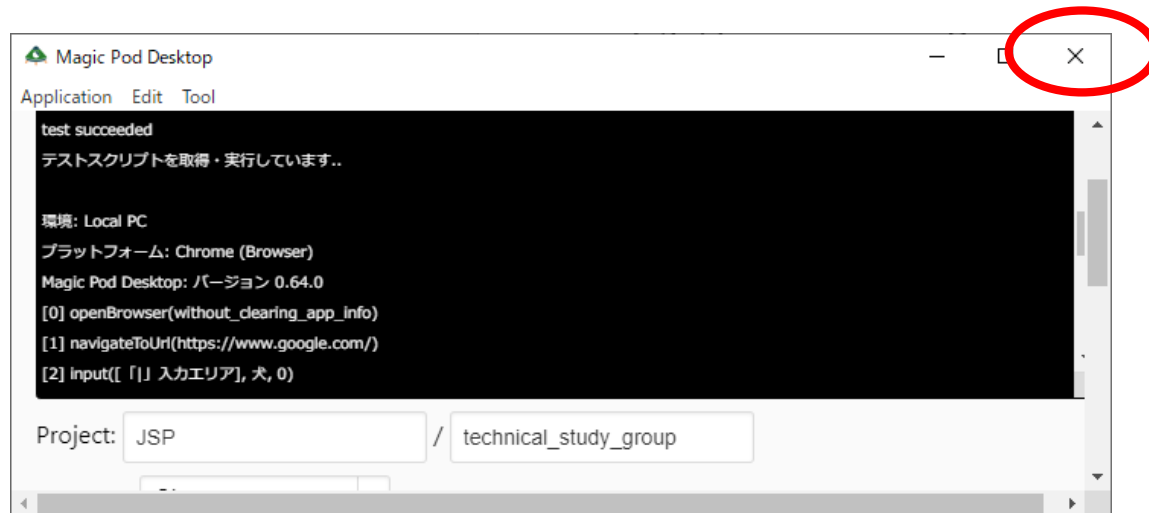 Magic Pod Desktop
Application Edit Tool
test succeeded
テストスクリプトを取得・実行しています..
環境: Local PC
プラットフォーム: Chrome (Browser)
Magic Pod Desktop: バージョン 0.64.0
[0] openBrowser(without_clearing_app_info)
[1] navigateToUrl(https://www.google.com/)
[2] input([「|」入力エリア], 犬, 0)
Project: JSP / technical_study_group